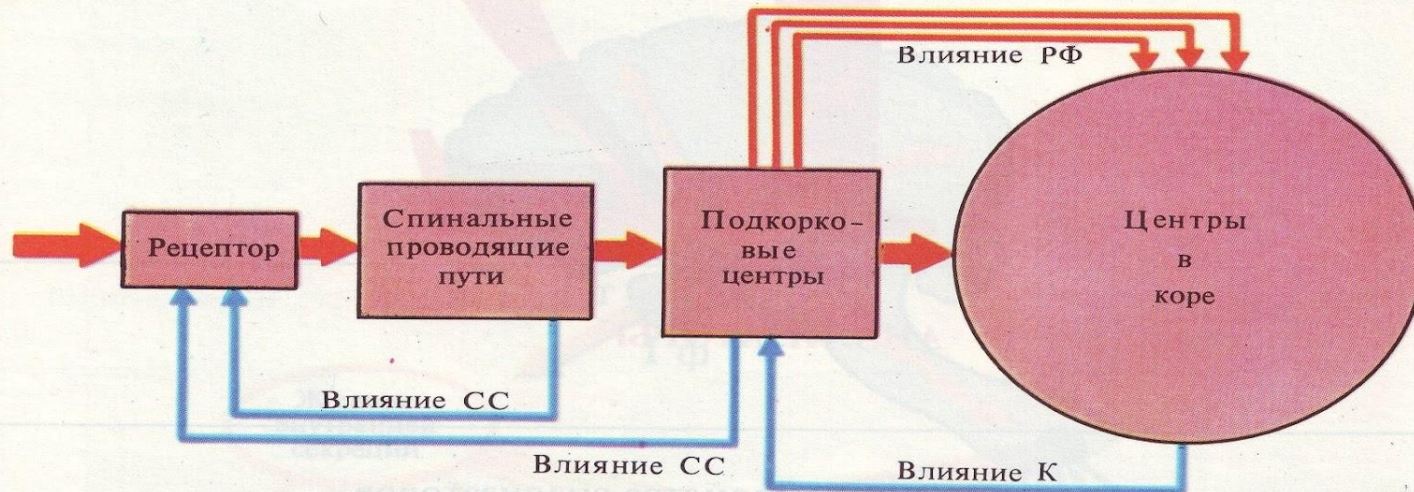 Влияние РФ
Рецептор
Спинальные
проводящие
пути
Подкорко-
вые
центры
Центры
в
коре
Влияние СС
Влияние СС
Влияние К